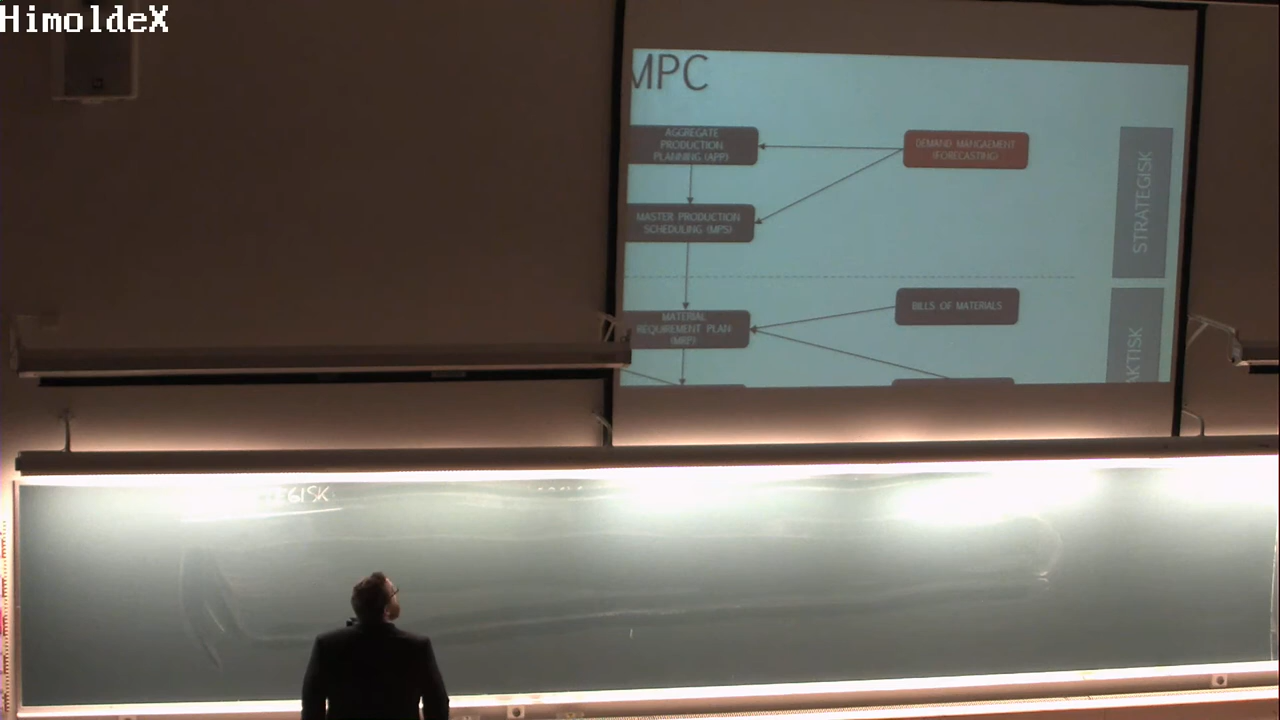 HimoldeX
MPC
AGGREGATE
PRODUCTION
PLANNING (APP)
DEMAND MANGAEMENT
(FORECASTING)
MASTER PRODUCTION
SCHEDULING (MPS)
STRATEGISK
MATERIAL
REQUIREMENT PLAN
(MRP)
BILLS OF MATERIALS
AKTISK
EGISK